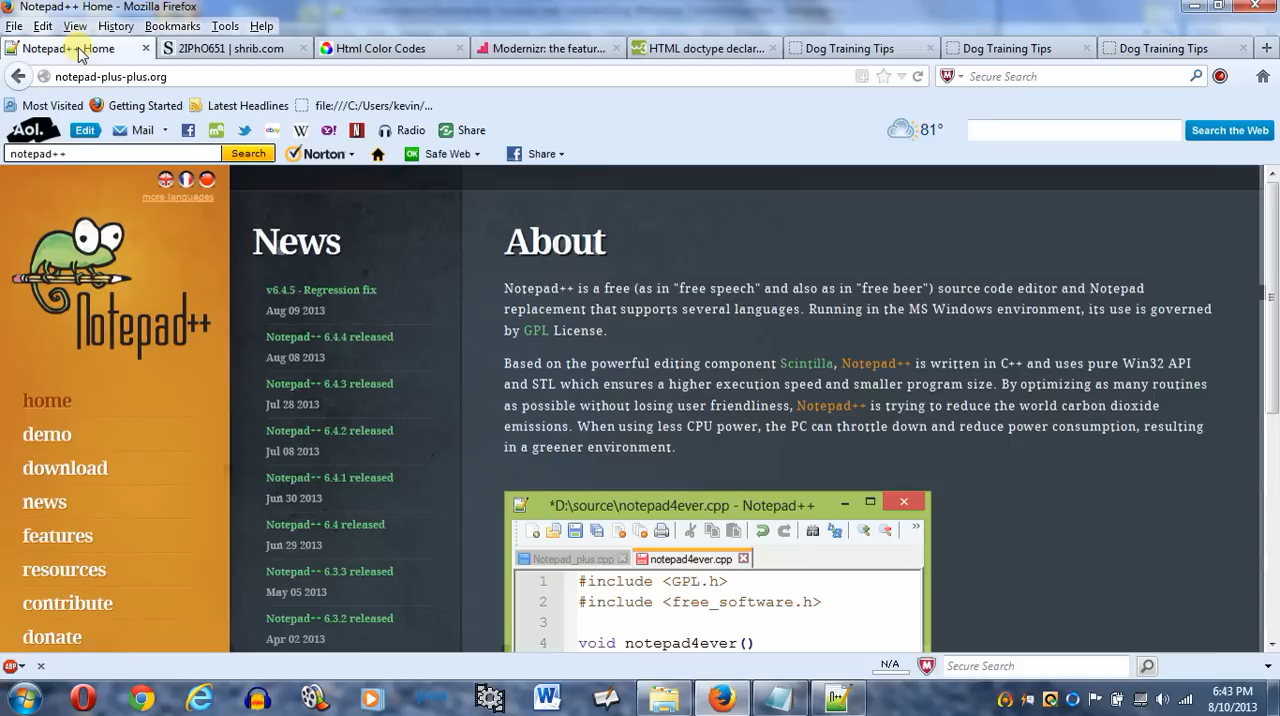 Notepad++ Home - Mozilla Firefox
File Edit View History Bookmarks Tools Help
Notepad++ Home
2IPhO651 | shrib.com
Html Color Codes
Modernizr: the featur...
HTML doctype declar...
Dog Training Tips
Dog Training Tips
Dog Training Tips
notepad-plus-plus.org
Secure Search
Most Visited Getting Started Latest Headlines file:///C:/Users/kevin/...
Aol. Edit Mail Radio Share 81° Search the Web
notepad++ Search Norton Safe Web Share
more languages
Notepad++
home
demo
download
news
features
resources
contribute
donate
News
v6.4.5 - Regression fix
Aug 09 2013
Notepad++ 6.4.4 released
Aug 08 2013
Notepad++ 6.4.3 released
Jul 28 2013
Notepad++ 6.4.2 released
Jul 08 2013
Notepad++ 6.4.1 released
Jun 30 2013
Notepad++ 6.4 released
Jun 29 2013
Notepad++ 6.3.3 released
May 05 2013
Notepad++ 6.3.2 released
Apr 02 2013
About
Notepad++ is a free (as in "free speech" and also as in "free beer") source code editor and Notepad
replacement that supports several languages. Running in the MS Windows environment, its use is governed
by GPL License.
Based on the powerful editing component Scintilla, Notepad++ is written in C++ and uses pure Win32 API
and STL which ensures a higher execution speed and smaller program size. By optimizing as many routines
as possible without losing user friendliness, Notepad++ is trying to reduce the world carbon dioxide
emissions. When using less CPU power, the PC can throttle down and reduce power consumption, resulting
in a greener environment.
*D:\source\notepad4ever.cpp - Notepad++
Notepad_plus.cpp notepad4ever.cpp
1 #include <GPL.h>
2 #include <free_software.h>
3
4 void notepad4ever()
ABP N/A Secure Search
6:43 PM
8/10/2013